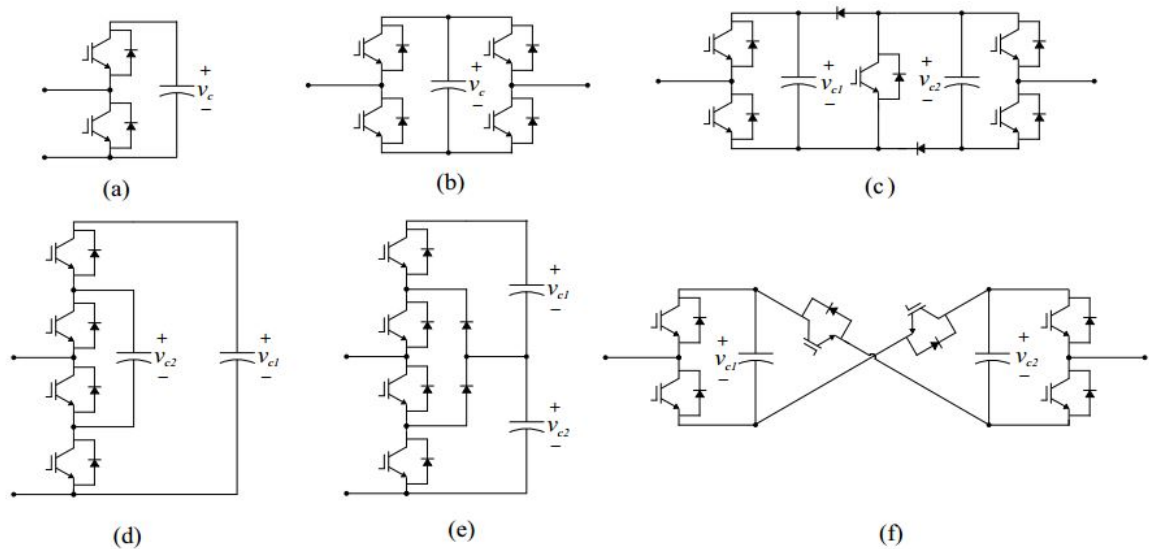 +
v_c
−
(a)
+
v_c
−
(b)
+
v_c1
−
+
v_c2
−
(c)
+
v_c2
−
+
v_c1
−
(d)
+
v_c1
−
+
v_c2
−
(e)
+
v_c1
−
+
v_c2
−
(f)